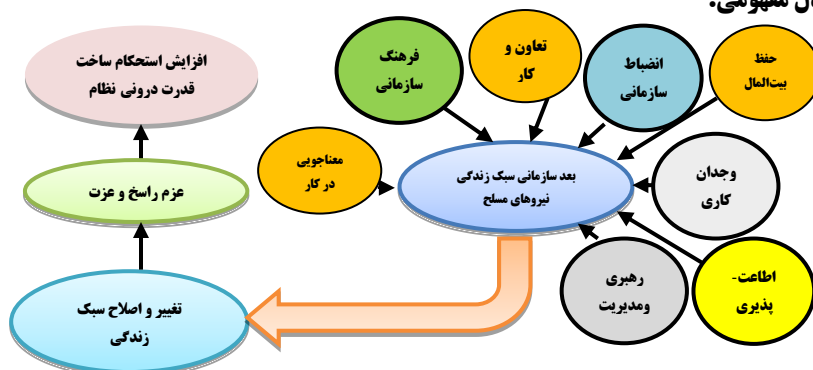 مفهومی:
افزایش استحکام ساخت
قدرت درونی نظام
عزم راسخ و عزت
تغییر و اصلاح سبک
زندگی
فرهنگ
سازمانی
تعاون و
کار
انضباط
سازمانی
حفظ
بیت‌المال
معناجویی
در کار
بعد سازمانی سبک زندگی
نیروهای مسلح
وجدان
کاری
رهبری
ومدیریت
اطاعت-
پذیری